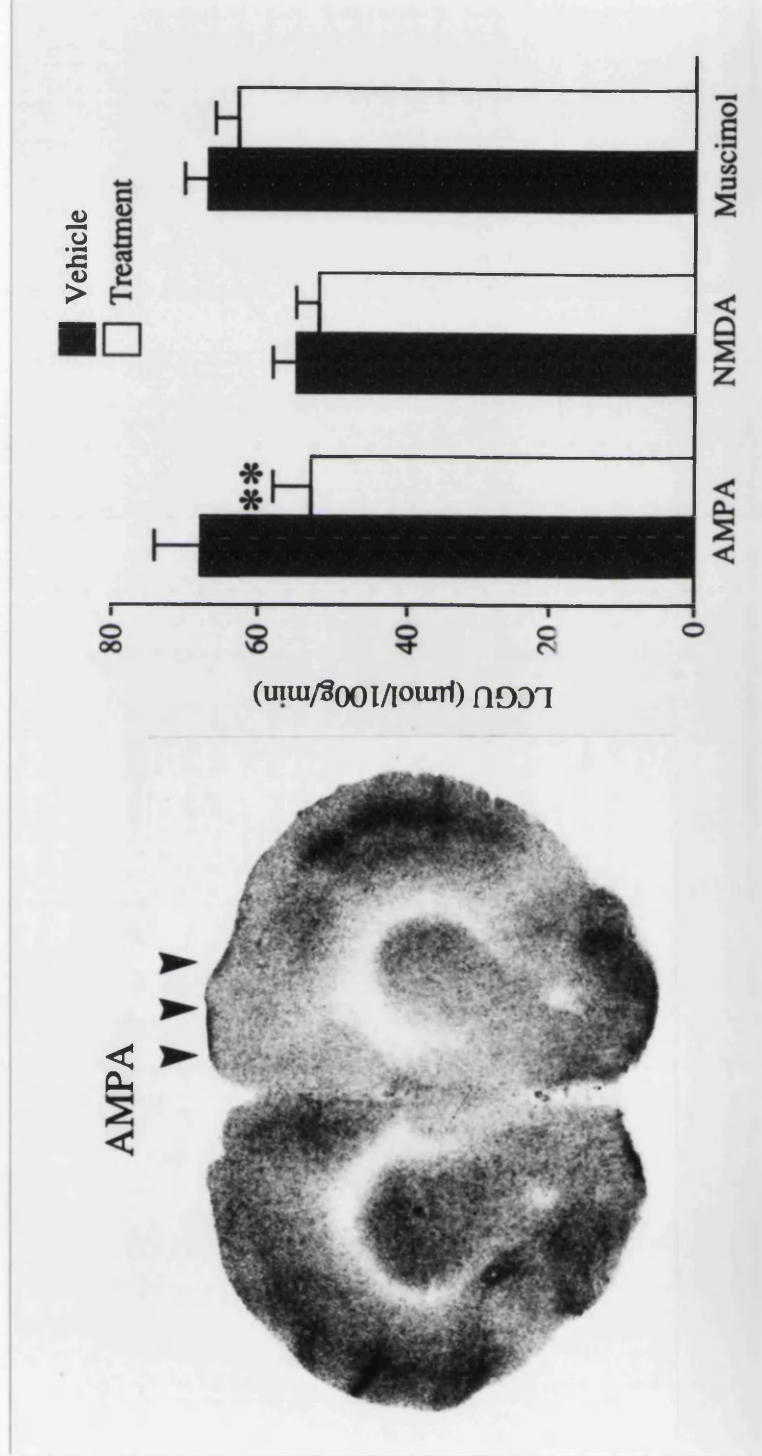 AMPA
LCGU (μmol/100g/min)
80
60
40
20
0
Vehicle
Treatment
**
AMPA
NMDA
Muscimol